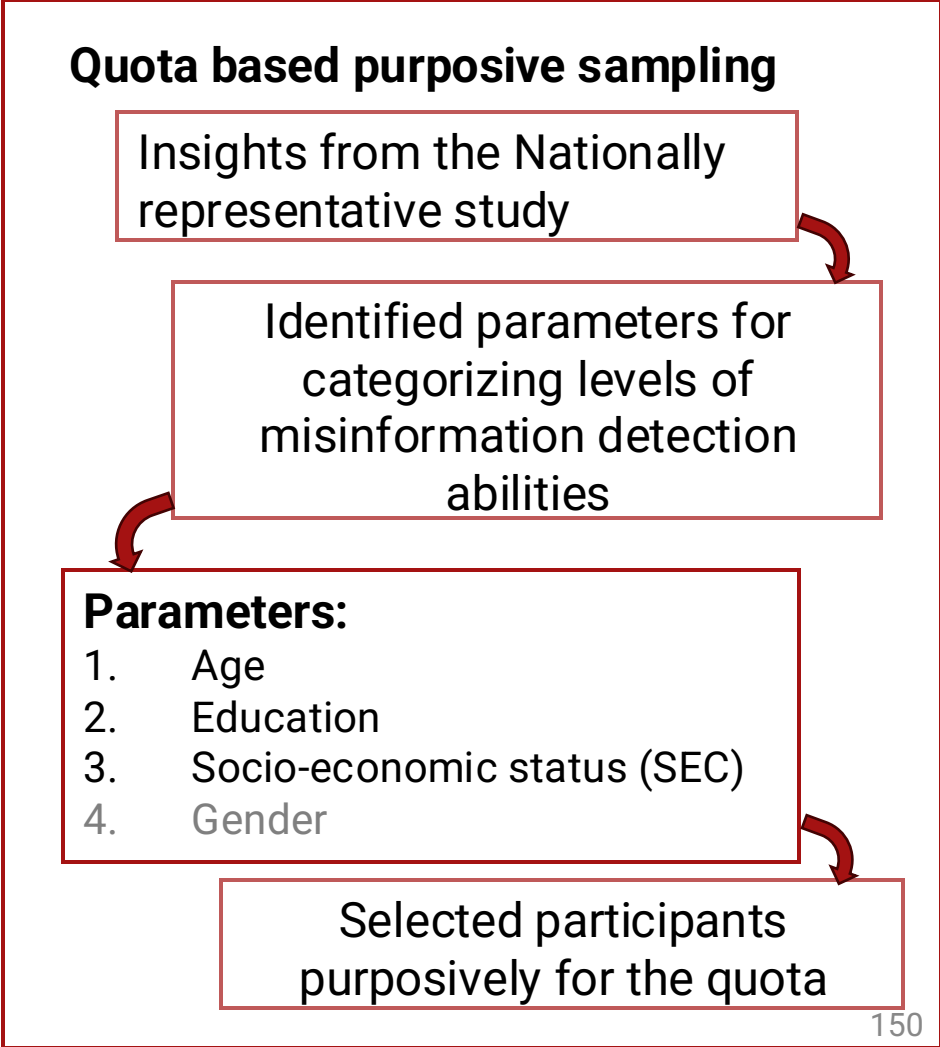 Quota based purposive sampling
Insights from the Nationally
representative study
Identified parameters for
categorizing levels of
misinformation detection
abilities
Parameters:
1. Age
2. Education
3. Socio-economic status (SEC)
4. Gender
Selected participants
purposively for the quota
150